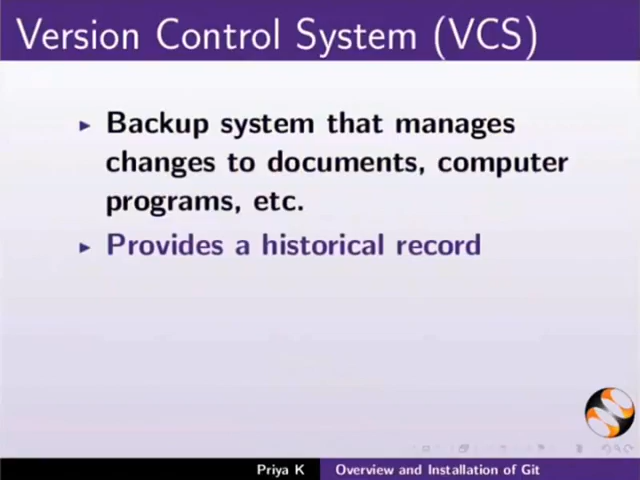 Version Control System (VCS)
Backup system that manages
changes to documents, computer
programs, etc.
Provides a historical record
Priya K
Overview and Installation of Git